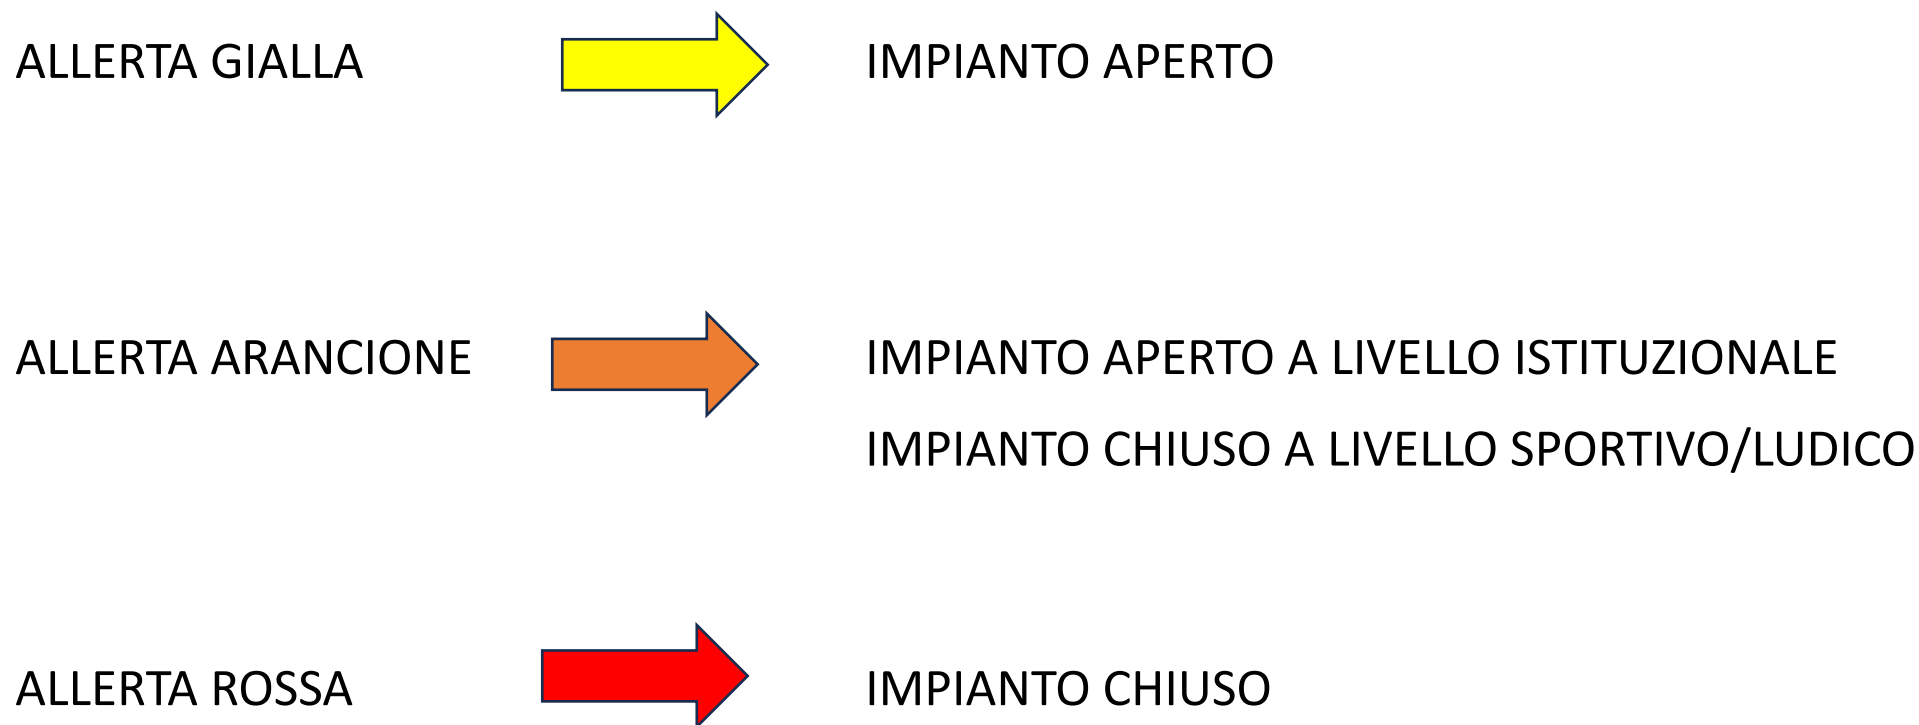 ALLERTA GIALLA IMPIANTO APERTO
ALLERTA ARANCIONE IMPIANTO APERTO A LIVELLO ISTITUZIONALE
IMPIANTO CHIUSO A LIVELLO SPORTIVO/LUDICO
ALLERTA ROSSA IMPIANTO CHIUSO